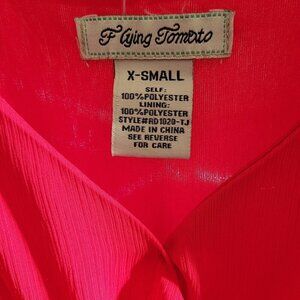 Flying Tomato
X-SMALL
SELF:
100%POLYESTER
LINING:
100%POLYESTER
STYLE#RD1020-TJ
MADE IN CHINA
SEE REVERSE
FOR CARE